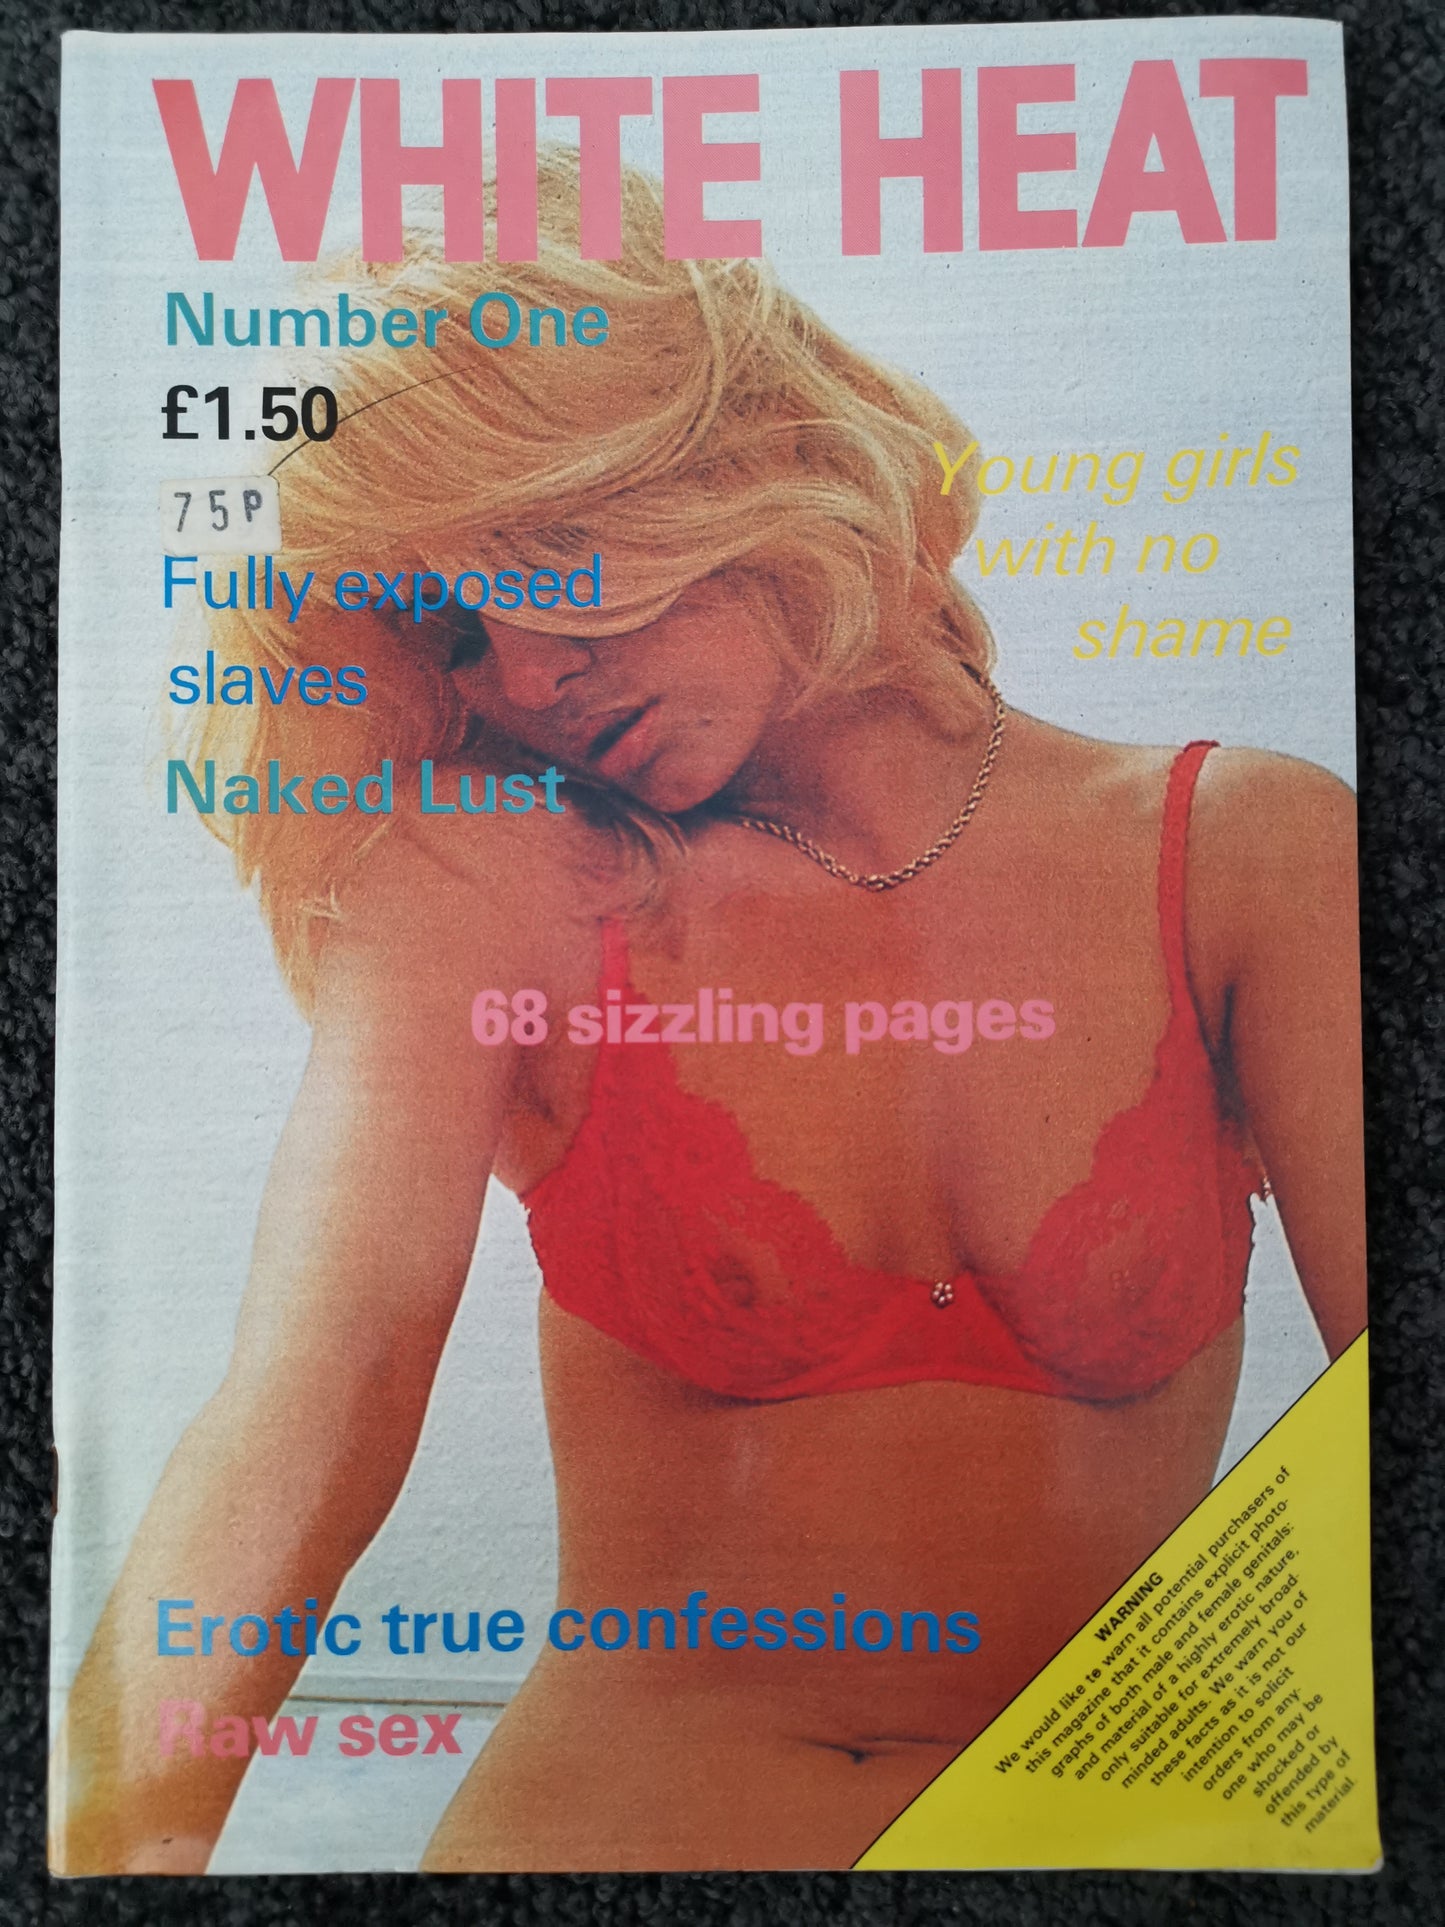 WHITE HEAT
Number One
£1.50
75P
Young girls
with no
shame
Fully exposed
slaves
Naked Lust
68 sizzling pages
Erotic true confessions
Raw sex
WARNING
We would like to warn all potential purchasers of
this magazine that it contains explicit photo-
graphs of both male and female genitals:
and material of a highly erotic nature,
only suitable for extremely broad-
minded adults. We warn you of
these facts as it is not our
intention to solicit
orders from any-
one who may be
shocked or
offended by
this type of
material.